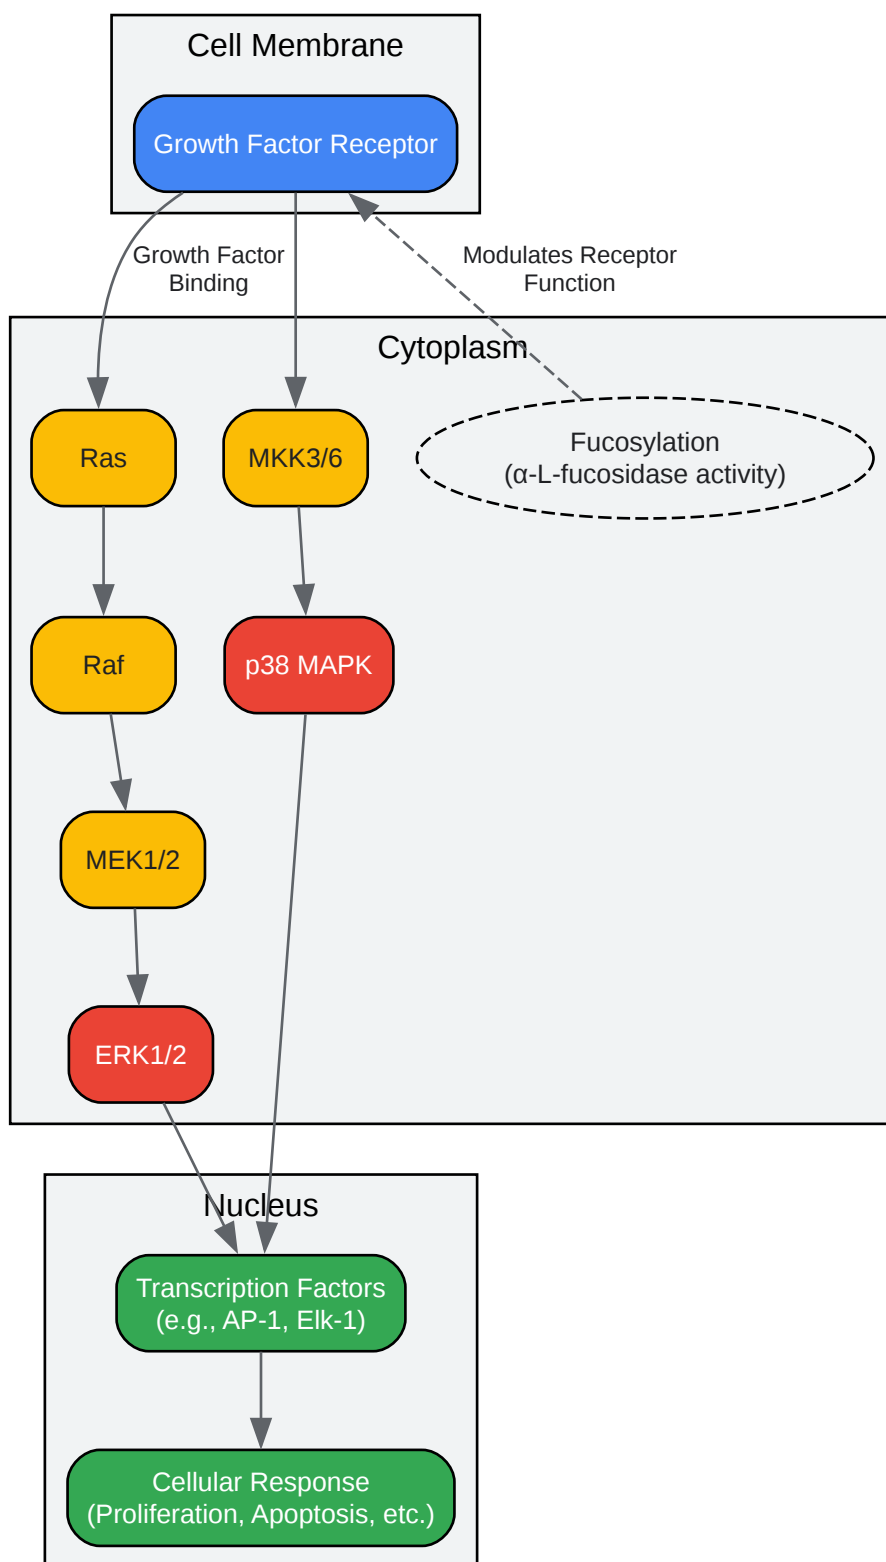 Cell Membrane
Growth Factor Receptor
Growth Factor
Binding
Modulates Receptor
Function
Cytoplasm
Ras
MKK3/6
Fucosylation
(α-L-fucosidase activity)
Raf
p38 MAPK
MEK1/2
ERK1/2
Nucleus
Transcription Factors
(e.g., AP-1, Elk-1)
Cellular Response
(Proliferation, Apoptosis, etc.)